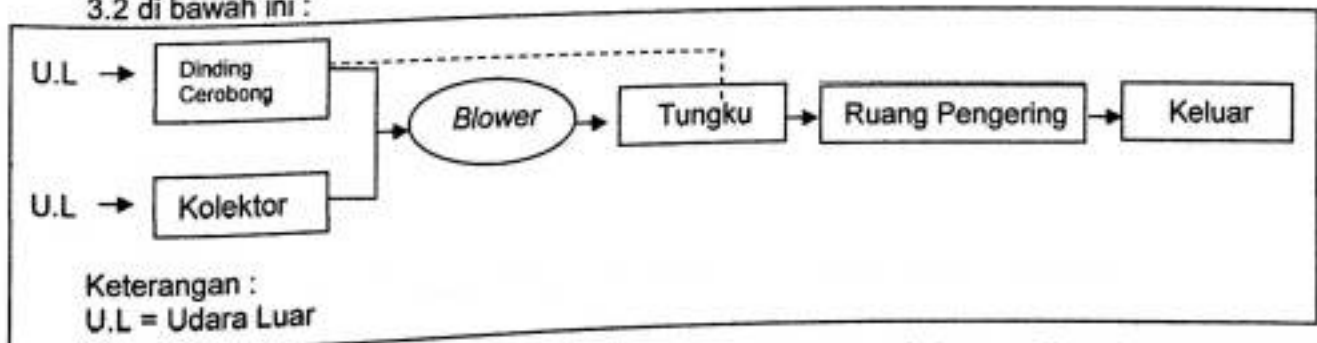 3.2 di bawah ini :
U.L
Dinding
Cerobong
Blower
Tungku
Ruang Pengering
Keluar
U.L
Kolektor
Keterangan :
U.L = Udara Luar